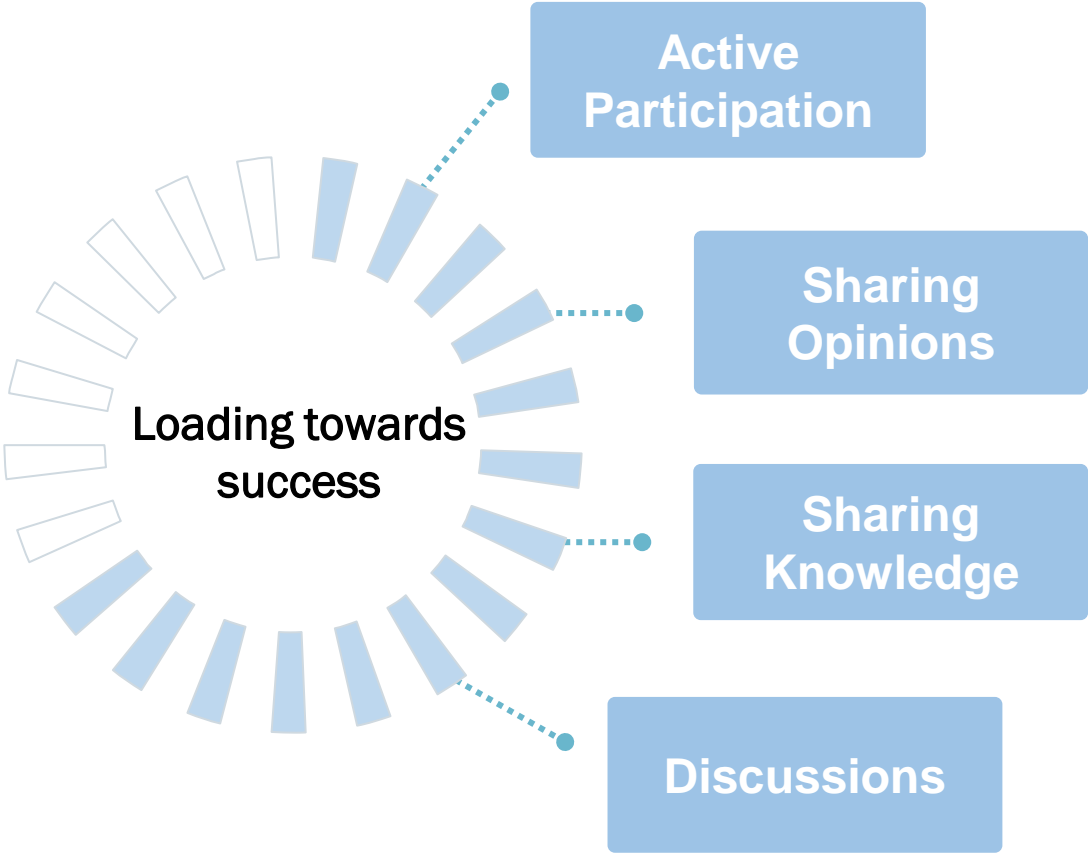 Active
Participation
Sharing
Opinions
Loading towards
success
Sharing
Knowledge
Discussions